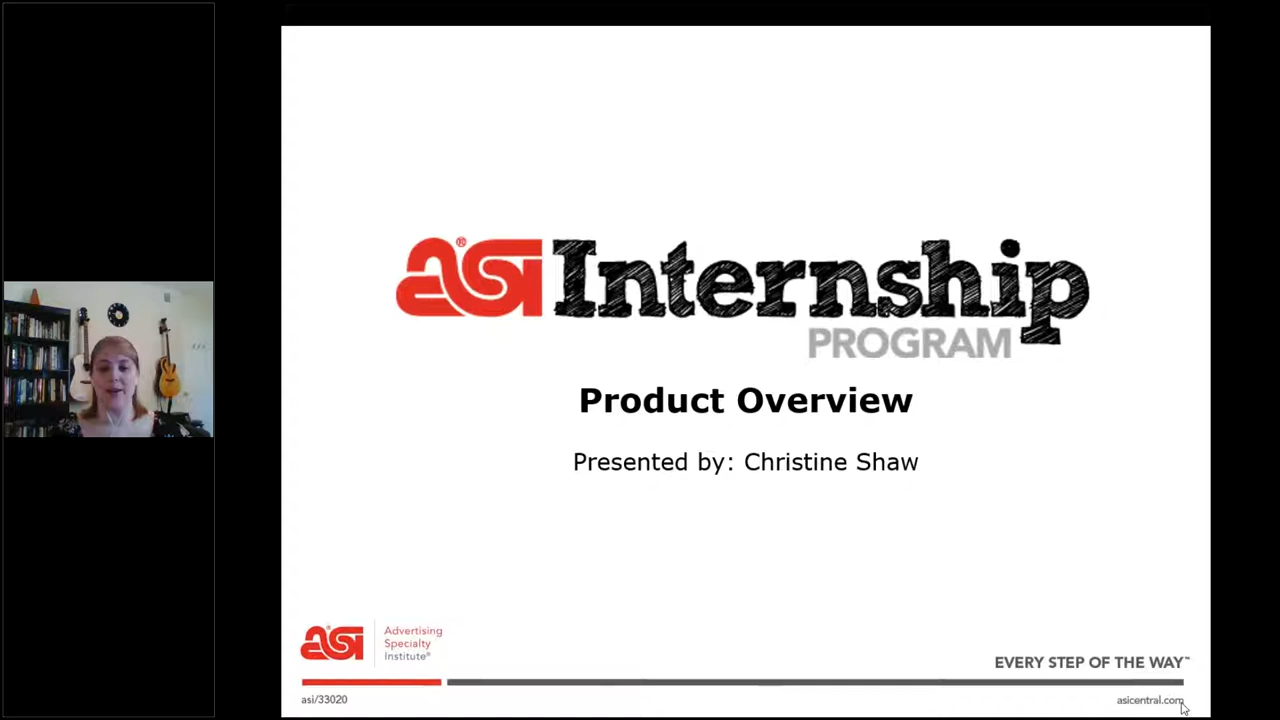 asi® Internship
PROGRAM
Product Overview
Presented by: Christine Shaw
asi® Advertising
Specialty
Institute®
EVERY STEP OF THE WAY™
asi/33020
asicentral.com